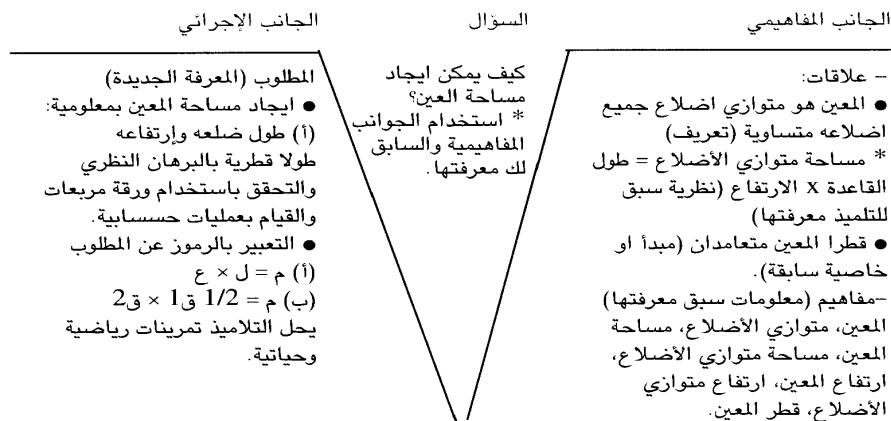 الجانب المفاهيمي
– علاقات:
● المعين هو متوازي اضلاع جميع
اضلاعه متساوية (تعريف)
* مساحة متوازي الأضلاع = طول
القاعدة x الارتفاع (نظرية سبق
للتلميذ معرفتها)
● قطرا المعين متعامدان (مبدأ او
خاصية سابقة).
–مفاهيم (معلومات سبق معرفتها)
المعين، متوازي الأضلاع، مساحة
المعين، مساحة متوازي الأضلاع،
ارتفاع المعين، ارتفاع متوازي
الأضلاع، قطر المعين.
السؤال
كيف يمكن ايجاد
مساحة العين؟
* استخدام الجوانب
المفاهيمية والسابق
لك معرفتها.
الجانب الإجرائي
المطلوب (المعرفة الجديدة)
● ايجاد مساحة المعين بمعلومية:
(أ) طول ضلعه وإرتفاعه
طولا قطرية بالبرهان النظري
والتحقق باستخدام ورقة مربعات
والقيام بعمليات حسسابية.
● التعبير بالرموز عن المطلوب
(أ) م = ل × ع
(ب) م = 1/2 ق1 × ق2
يحل التلاميذ تمرينات رياضية
وحياتية.